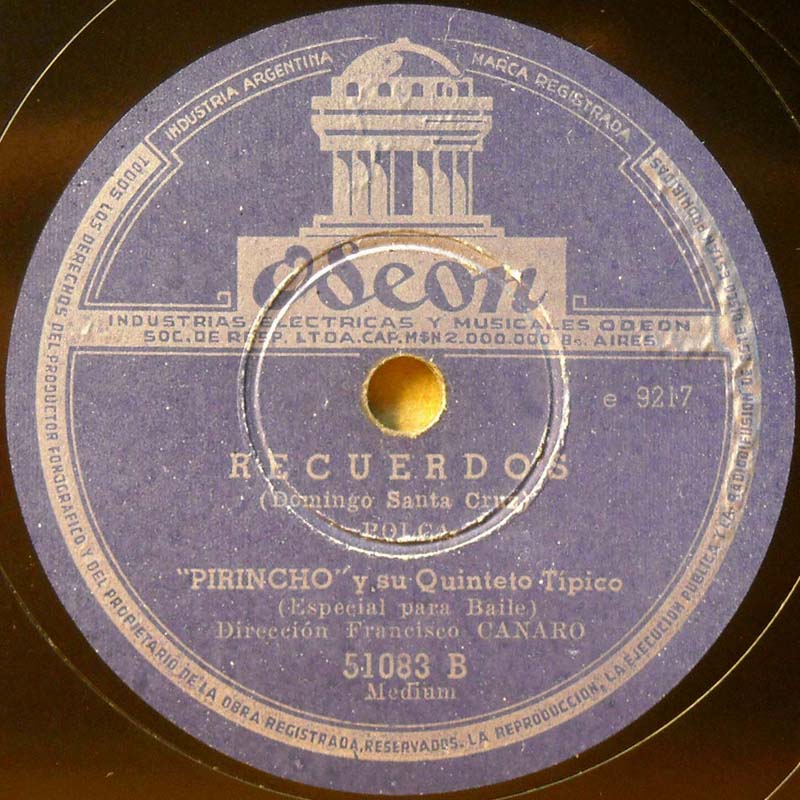 INDUSTRIA ARGENTINA
MARCA REGISTRADA
Odeon
INDUSTRIAS ELECTRICAS Y MUSICALES ODEON
SOC. DE RESP. LTDA. CAP. M$N 2.000.000 Bs. AIRES
e 9217
RECUERDOS
(Domingo Santa Cruz)
POLCA
"PIRINCHO" y su Quinteto Típico
(Especial para Baile)
Dirección Francisco CANARO
51083 B
Medium
TODOS LOS DERECHOS DEL PRODUCTOR FONOGRAFICO Y DEL PROPIETARIO DE LA OBRA REGISTRADA, RESERVADOS. LA REPRODUCCION, LA EJECUCION PUBLICA Y LA RADIODIFUSION DE ESTE DISCO ESTAN PROHIBIDAS